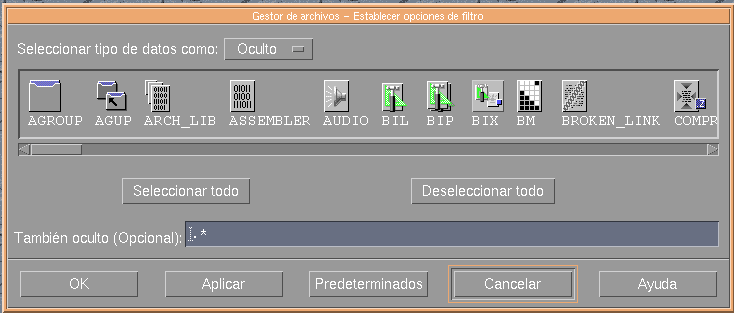 Gestor de archivos – Establecer opciones de filtro
Seleccionar tipo de datos como: Oculto
AGROUP AGUP ARCH_LIB ASSEMBLER AUDIO BIL BIP BIX BM BROKEN_LINK COMPR
Seleccionar todo Deseleccionar todo
También oculto (Opcional): .*
OK Aplicar Predeterminados Cancelar Ayuda